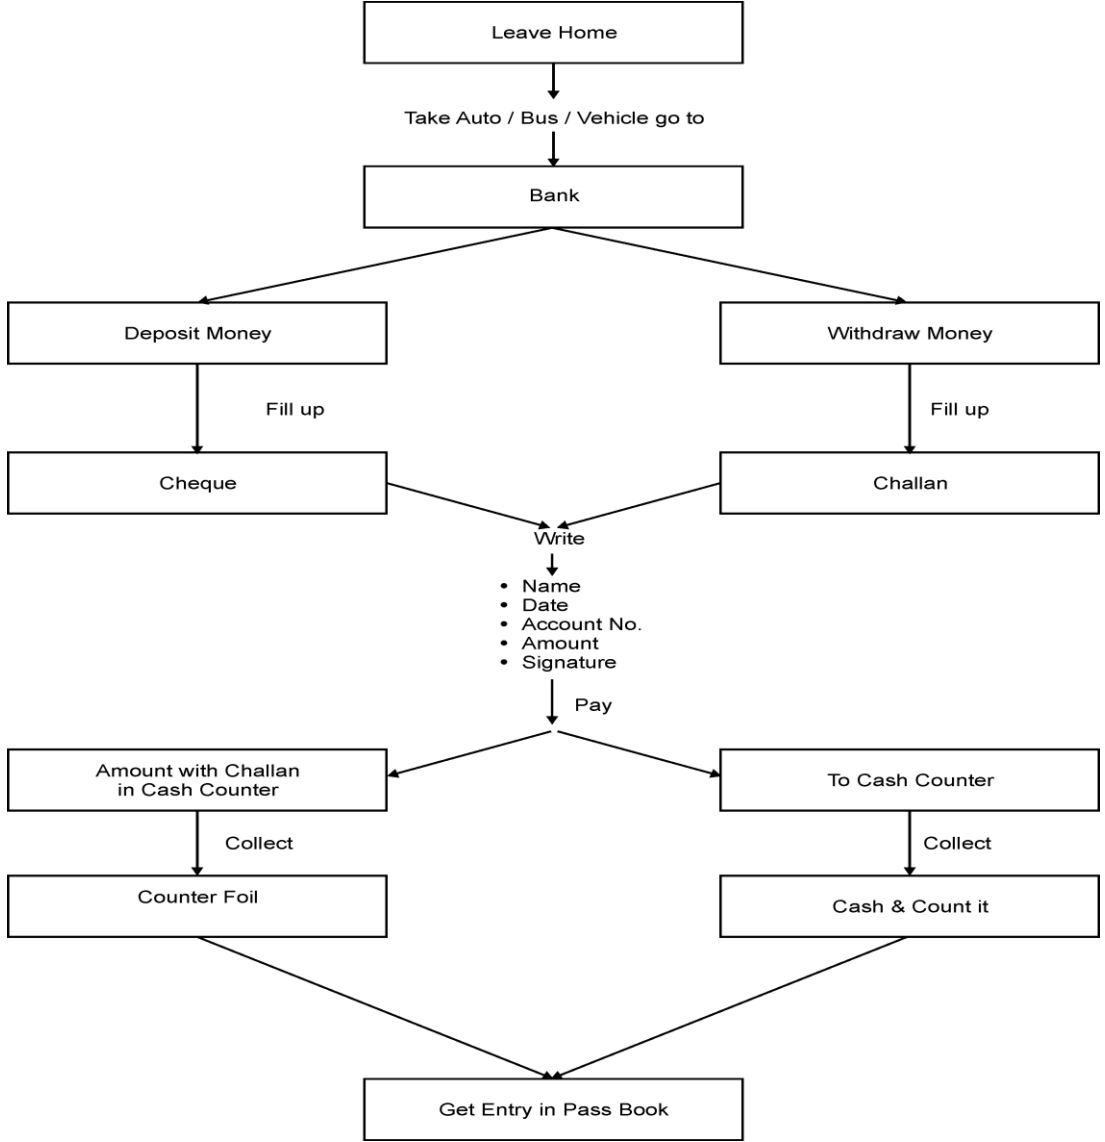 Leave Home
Take Auto / Bus / Vehicle go to
Bank
Deposit Money
Withdraw Money
Fill up
Fill up
Cheque
Challan
Write
• Name
• Date
• Account No.
• Amount
• Signature
Pay
Amount with Challan
in Cash Counter
To Cash Counter
Collect
Collect
Counter Foil
Cash & Count it
Get Entry in Pass Book